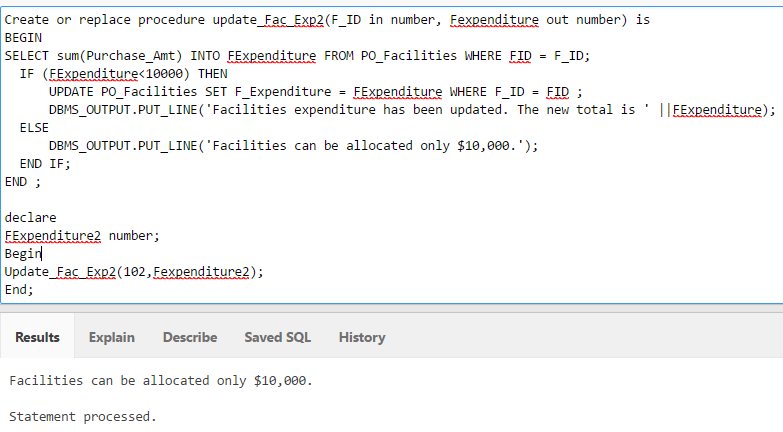 Create or replace procedure update_Fac_Exp2(F_ID in number, Fexpenditure out number) is
BEGIN
SELECT sum(Purchase_Amt) INTO FExpenditure FROM PO_Facilities WHERE FID = F_ID;
  IF (FExpenditure<10000) THEN
      UPDATE PO_Facilities SET F_Expenditure = FExpenditure WHERE F_ID = FID ;
      DBMS_OUTPUT.PUT_LINE('Facilities expenditure has been updated. The new total is ' ||FExpenditure);
  ELSE
      DBMS_OUTPUT.PUT_LINE('Facilities can be allocated only $10,000.');
  END IF;
END ;

declare
FExpenditure2 number;
Begin
Update_Fac_Exp2(102,Fexpenditure2);
End;
Results Explain Describe Saved SQL History
Facilities can be allocated only $10,000.
Statement processed.